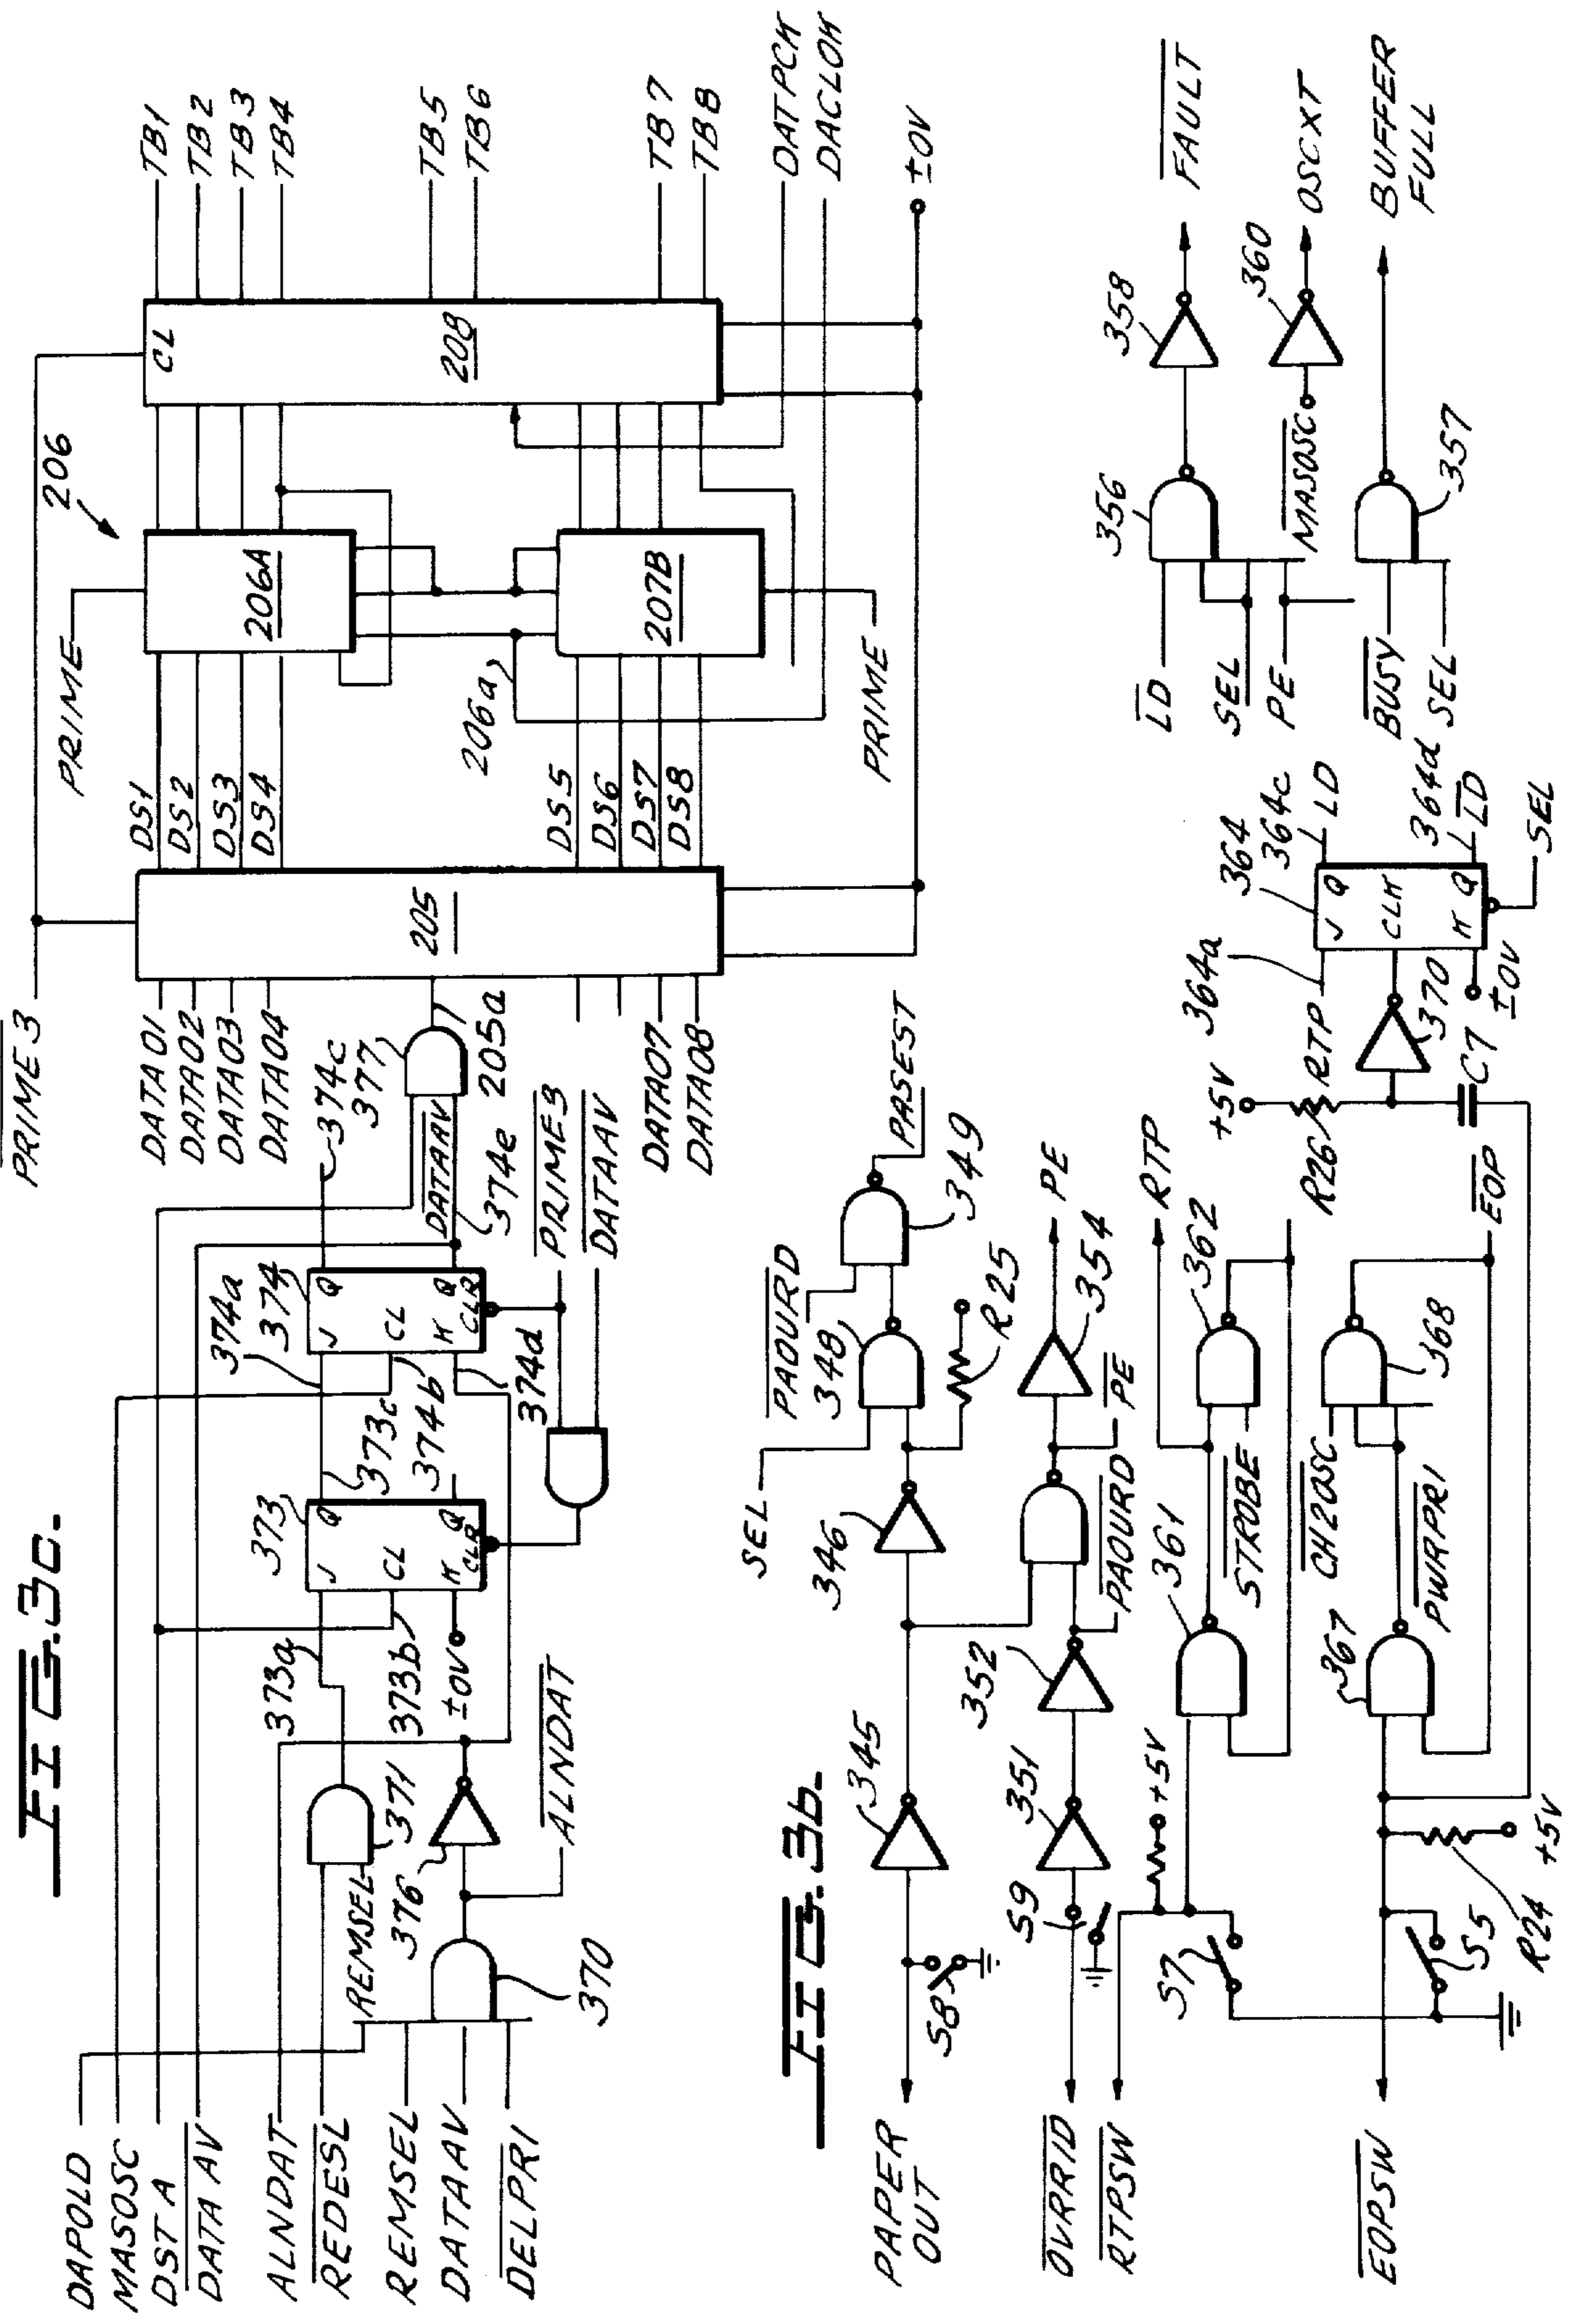 FIG. 3c.
DAPOLD
MASOSC
DST A
DATA AV
ALNDAT
REDESL
REMSEL
DATAAV
DELPRI
REMSEL
370
371
376
ALNDAT
373a
373b
±0V
373
J Q
CL
K Q
CLR
373c
374a
374b
374d
374
J Q
CL
K Q
CLR
374c
377
DATAAV
374e
205a
PRIME3
DATAAV
PRIME 3
DATA01
DATA02
DATA03
DATA04
DATA07
DATA08
205
DS1
DS2
DS3
DS4
DS5
DS6
DS7
DS8
PRIME
206
206A
206a
207B
PRIME
CL
208
TB1
TB2
TB3
TB4
TB5
TB6
TB7
TB8
DATPCK
DACLOK
±0V
FIG. 3b.
PAPER
OUT
S8
345
346
SEL
348
PAOURD
349
PASEST
R25
OVRRID
S9
351
352
PAOURD
PE
354
PE
RTPSW
S7
+5V
361
STROBE
362
RTP
EOPSW
S5
R24
+5V
367
PWRPRI
CH2OSC
368
EOP
R26
+5V
C7
370
RTP
364a
364
J Q
CLK
K Q
±0V
364c
LD
364d
LD
SEL
LD
SEL
PE
356
358
FAULT
MASOSC
360
OSCXT
BUSY
SEL
357
BUFFER
FULL